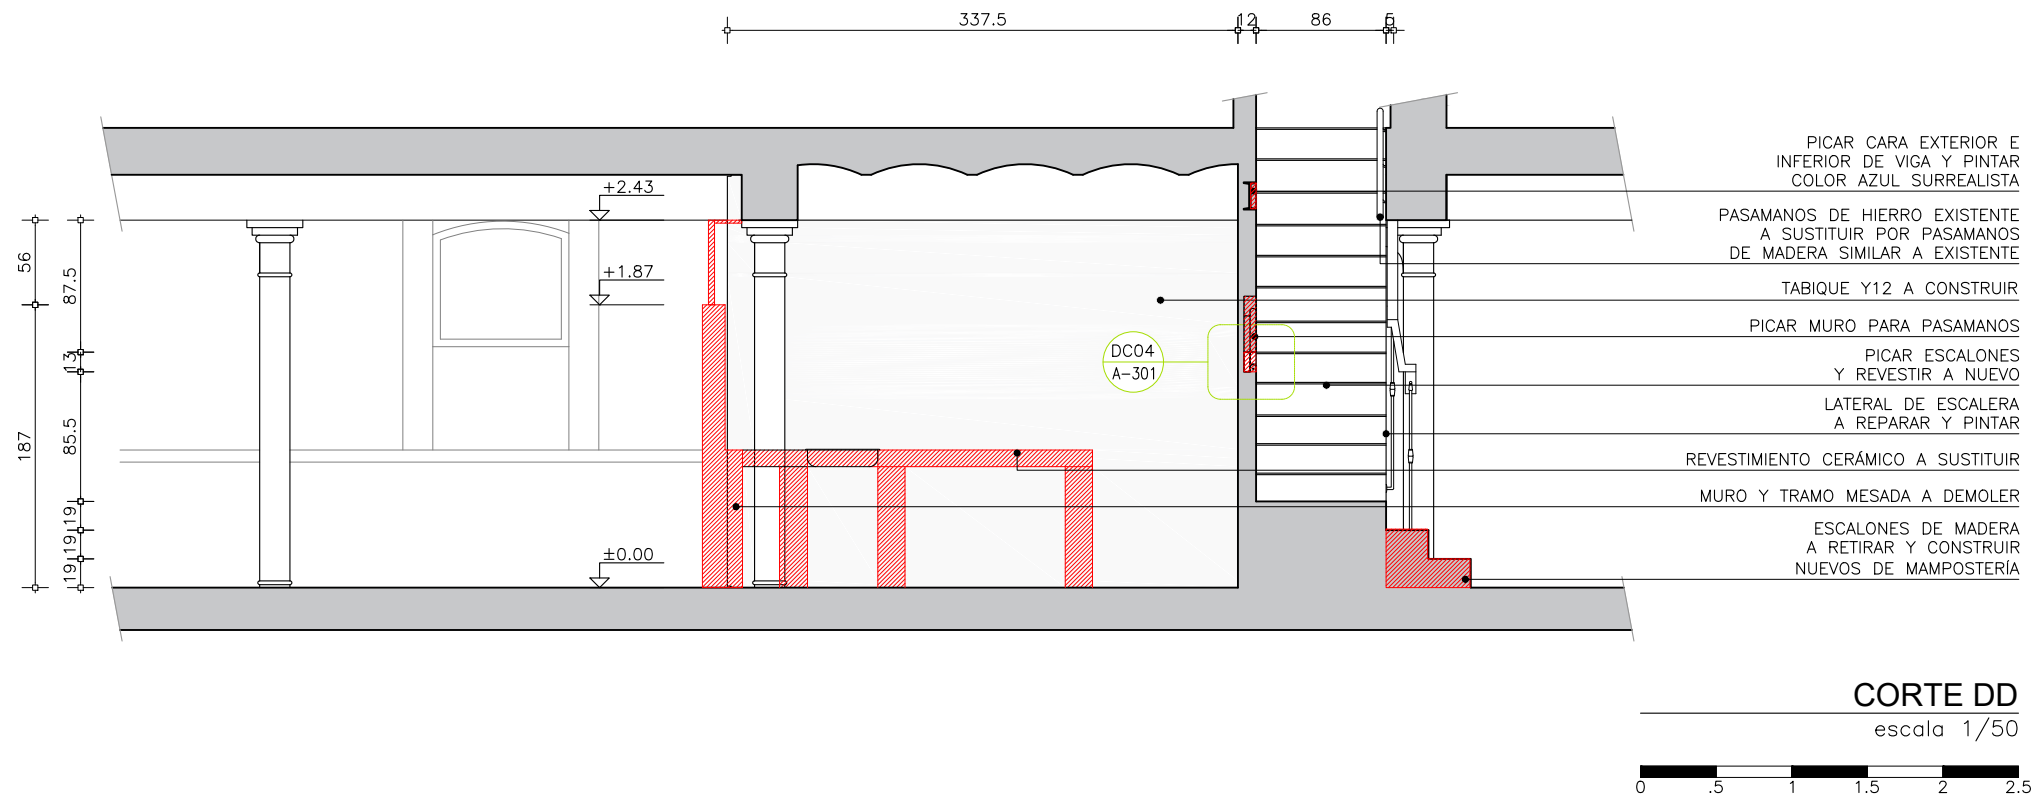 337.5
12
86
5
+2.43
+1.87
±0.00
56
187
87.5
13
85.5
19
19
19
DC04
A-301
PICAR CARA EXTERIOR E
INFERIOR DE VIGA Y PINTAR
COLOR AZUL SURREALISTA
PASAMANOS DE HIERRO EXISTENTE
A SUSTITUIR POR PASAMANOS
DE MADERA SIMILAR A EXISTENTE
TABIQUE Y12 A CONSTRUIR
PICAR MURO PARA PASAMANOS
PICAR ESCALONES
Y REVESTIR A NUEVO
LATERAL DE ESCALERA
A REPARAR Y PINTAR
REVESTIMIENTO CERÁMICO A SUSTITUIR
MURO Y TRAMO MESADA A DEMOLER
ESCALONES DE MADERA
A RETIRAR Y CONSTRUIR
NUEVOS DE MAMPOSTERÍA
CORTE DD
escala 1/50
0 .5 1 1.5 2 2.5